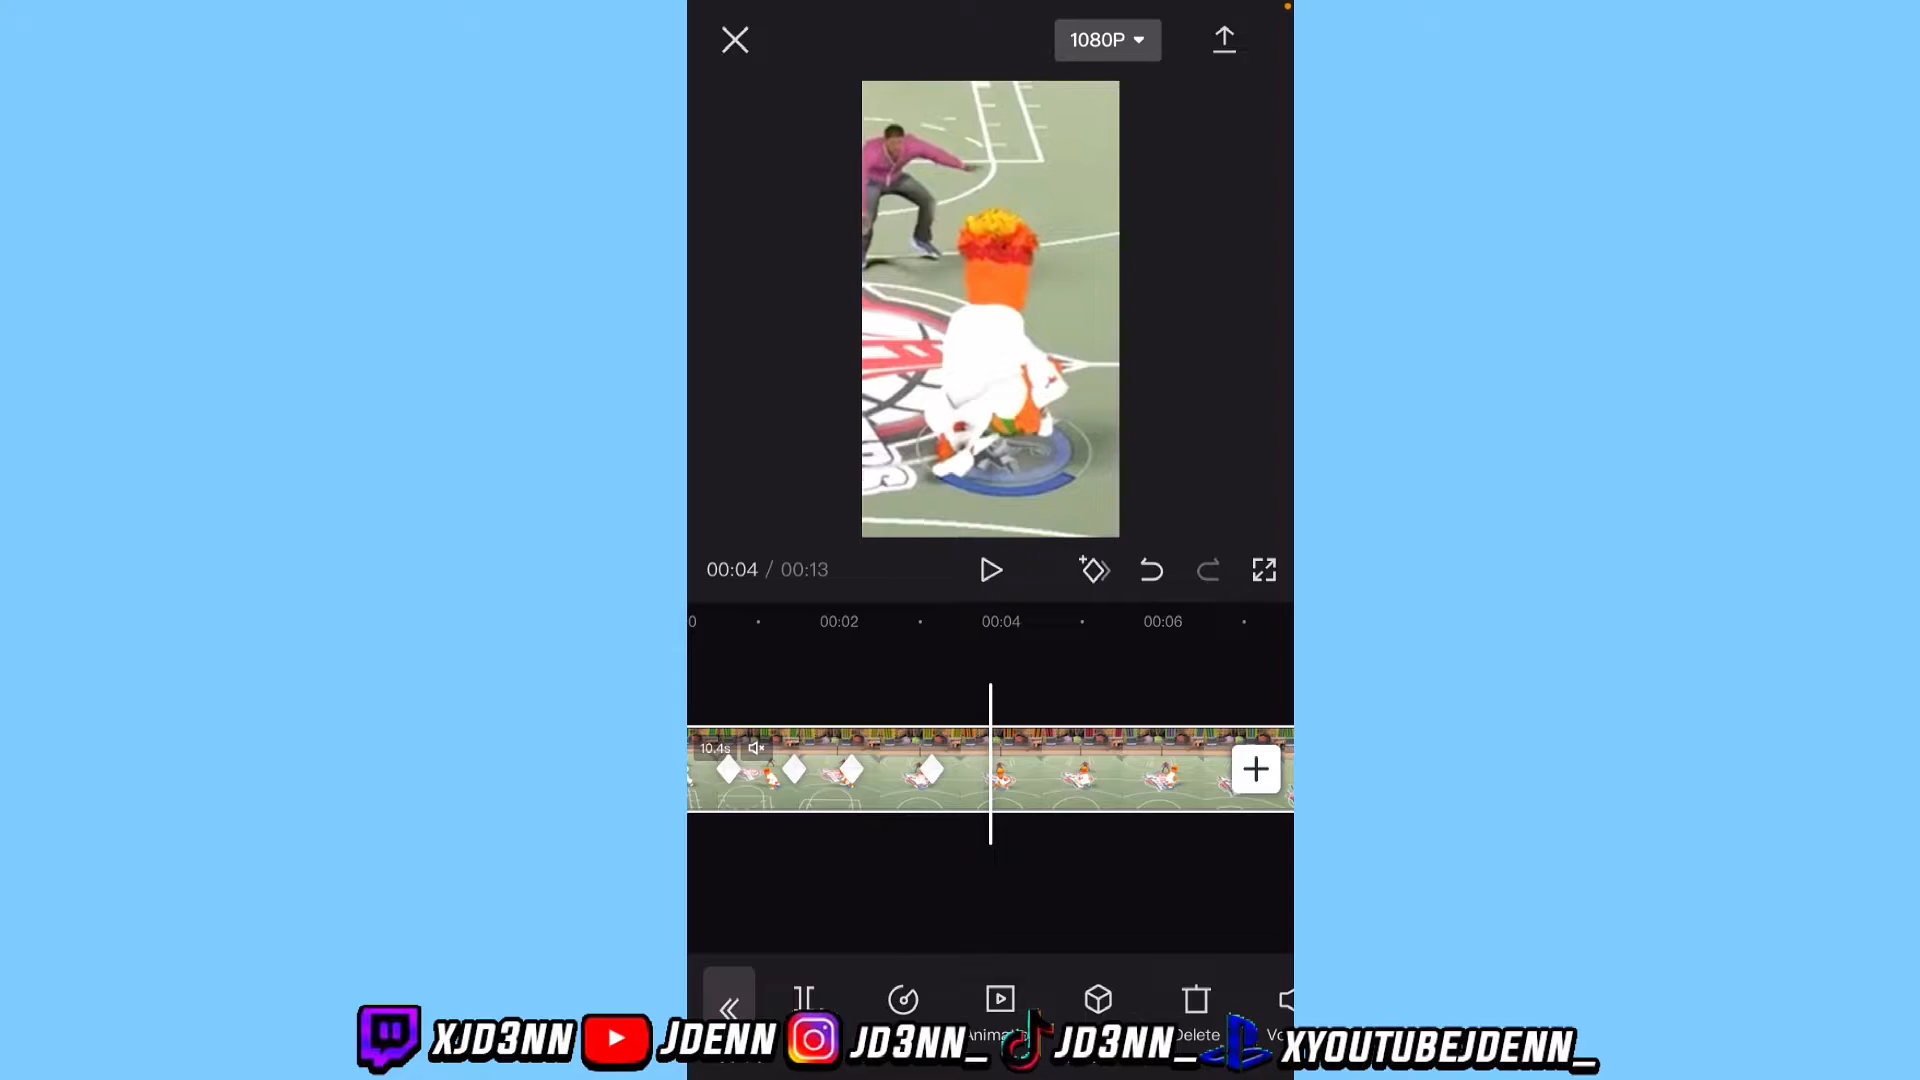 1080P
00:04 / 00:13
00:02 00:04 00:06
10.4s
Delete
XJD3NN JDENN JD3NN_ JD3NN_ XYOUTUBEJDENN_